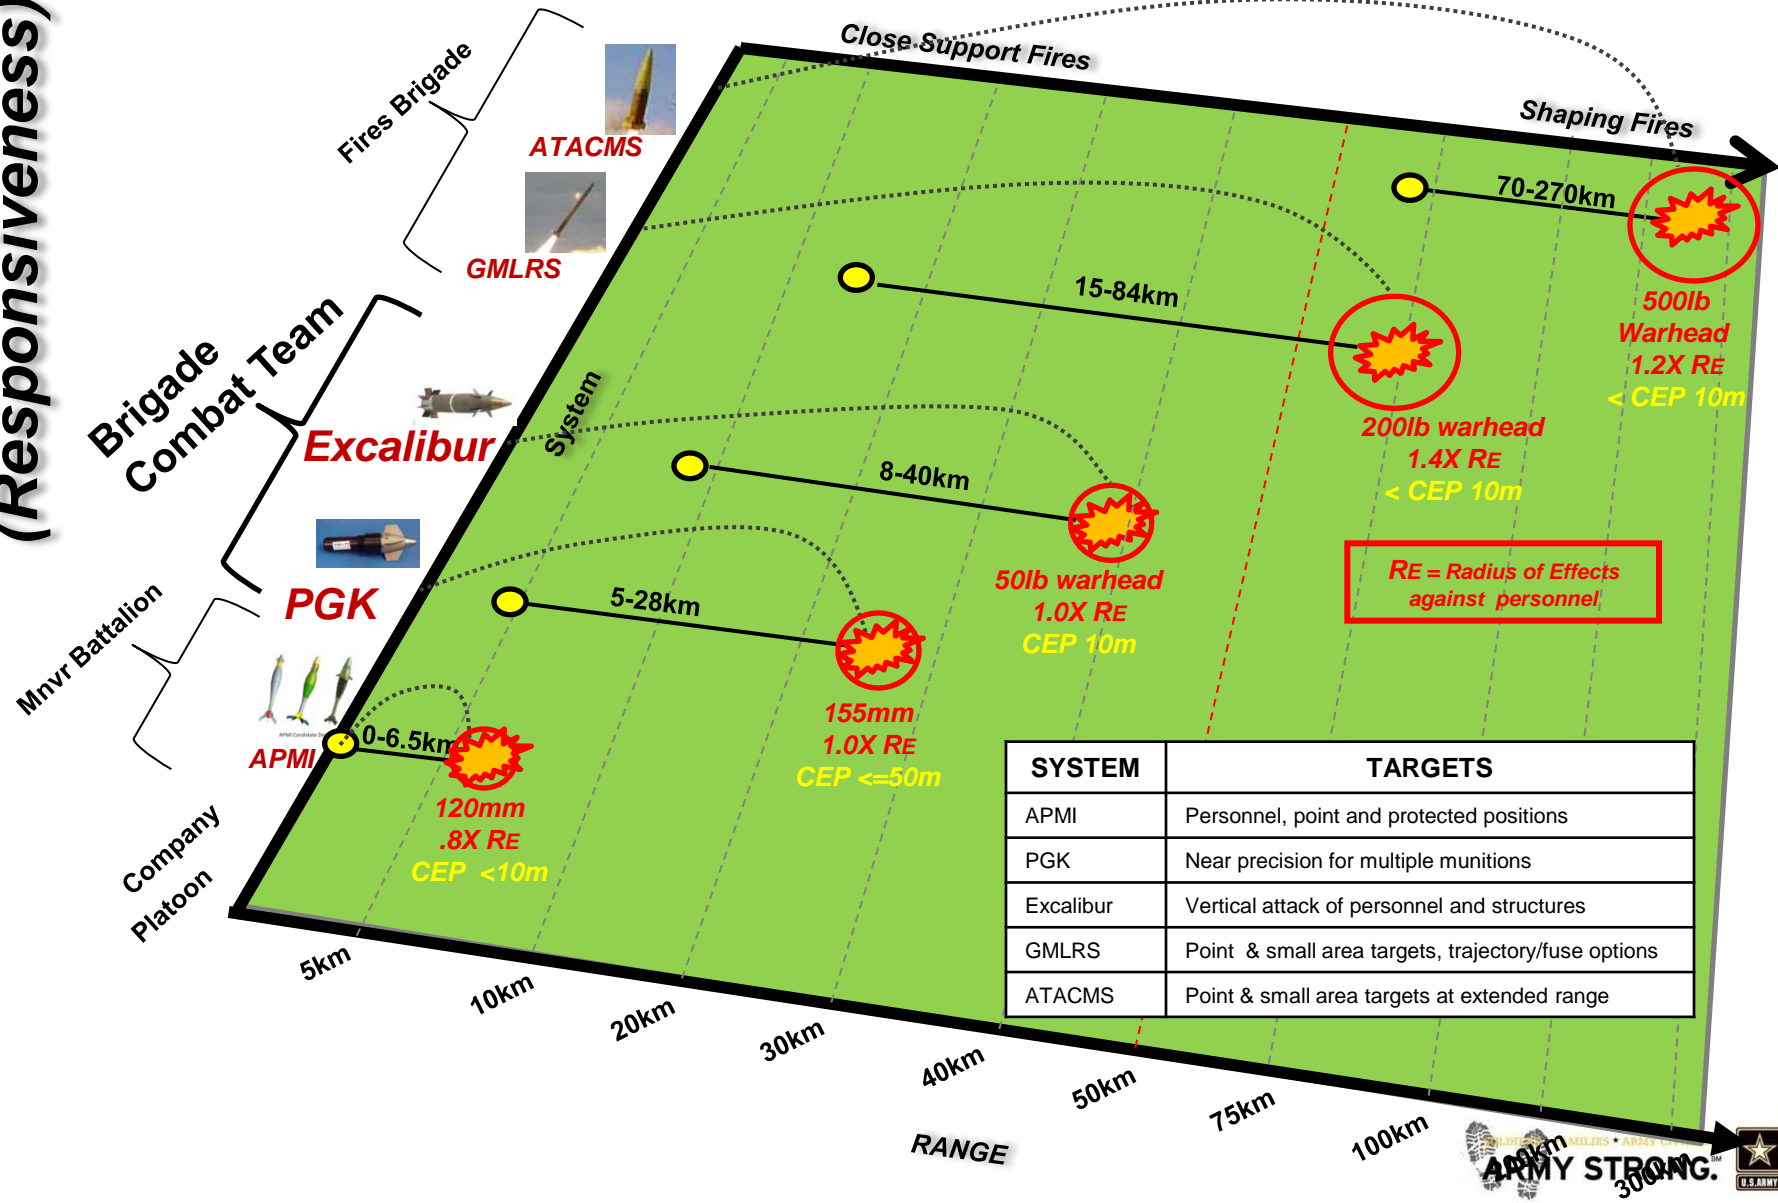 (Responsiveness)
Close Support Fires
Shaping Fires
Fires Brigade
ATACMS
GMLRS
Brigade
Combat Team
Excalibur
PGK
Mnvr Battalion
APMI
Company
Platoon
System
70-270km
500lb
Warhead
1.2X RE
< CEP 10m
15-84km
200lb warhead
1.4X RE
< CEP 10m
8-40km
50lb warhead
1.0X RE
CEP 10m
5-28km
155mm
1.0X RE
CEP <=50m
0-6.5km
120mm
.8X RE
CEP <10m
RE = Radius of Effects
against personnel
SYSTEM TARGETS
APMI Personnel, point and protected positions
PGK Near precision for multiple munitions
Excalibur Vertical attack of personnel and structures
GMLRS Point & small area targets, trajectory/fuse options
ATACMS Point & small area targets at extended range
5km
10km
20km
30km
40km
50km
75km
100km
200km
300km
RANGE
ARMY STRONG.
U.S.ARMY